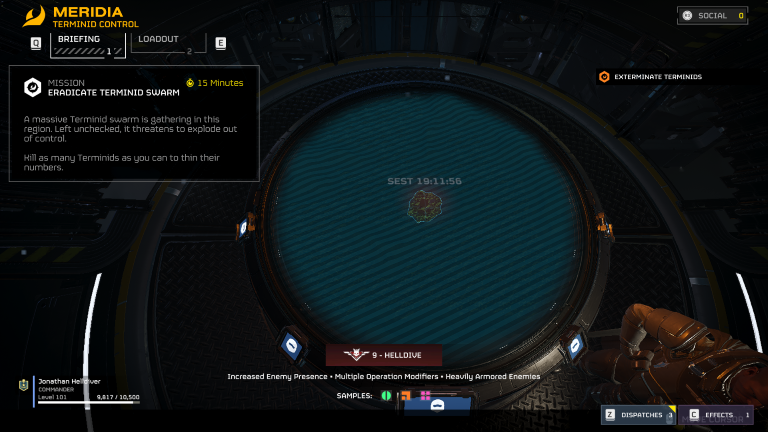 MERIDIA
TERMINID CONTROL
SOCIAL 0
Q BRIEFING 1 LOADOUT 2 E
MISSION 15 Minutes
ERADICATE TERMINID SWARM
EXTERMINATE TERMINIDS
A massive Terminid swarm is gathering in this
region. Left unchecked, it threatens to explode out
of control.
Kill as many Terminids as you can to thin their
numbers.
SEST 19:11:56
9 - HELLDIVE
Increased Enemy Presence • Multiple Operation Modifiers • Heavily Armored Enemies
Jonathan Helldiver
COMMANDER
Level 101 9,817 / 10,500
SAMPLES:
Z DISPATCHES 3 C EFFECTS 1
CURSOR